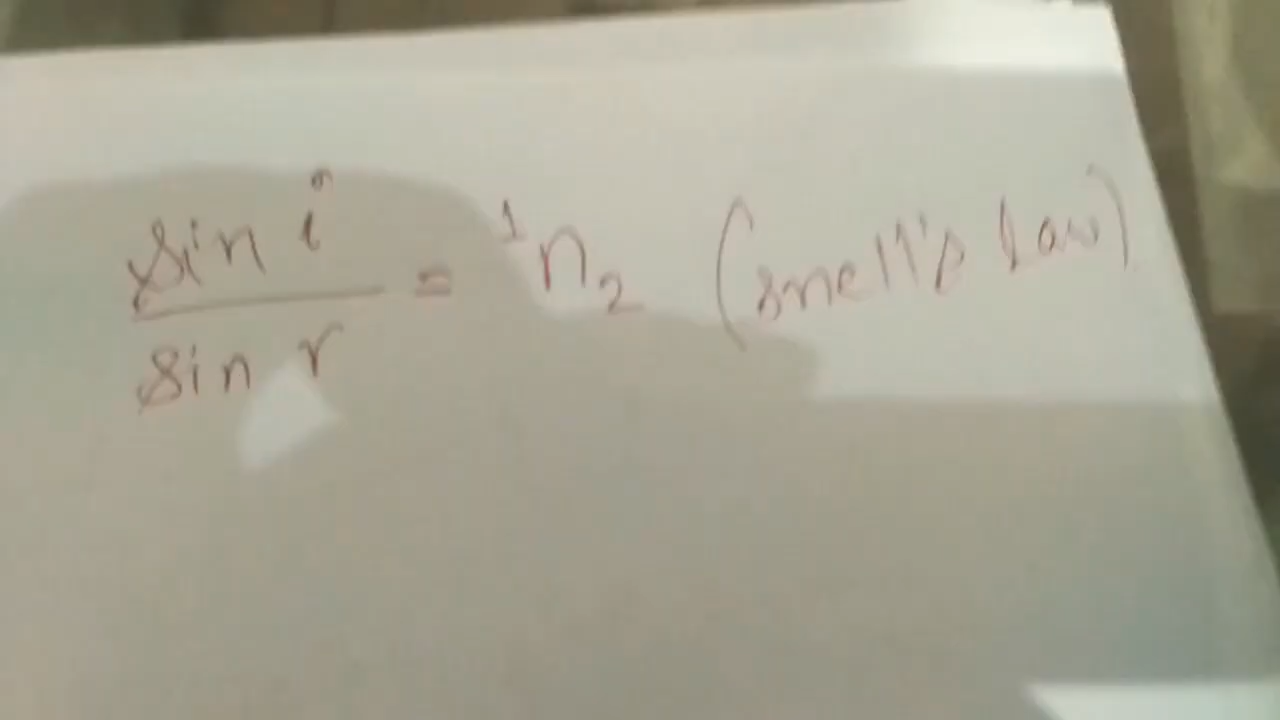 sin i / sin r = ¹n₂ (snell's law)